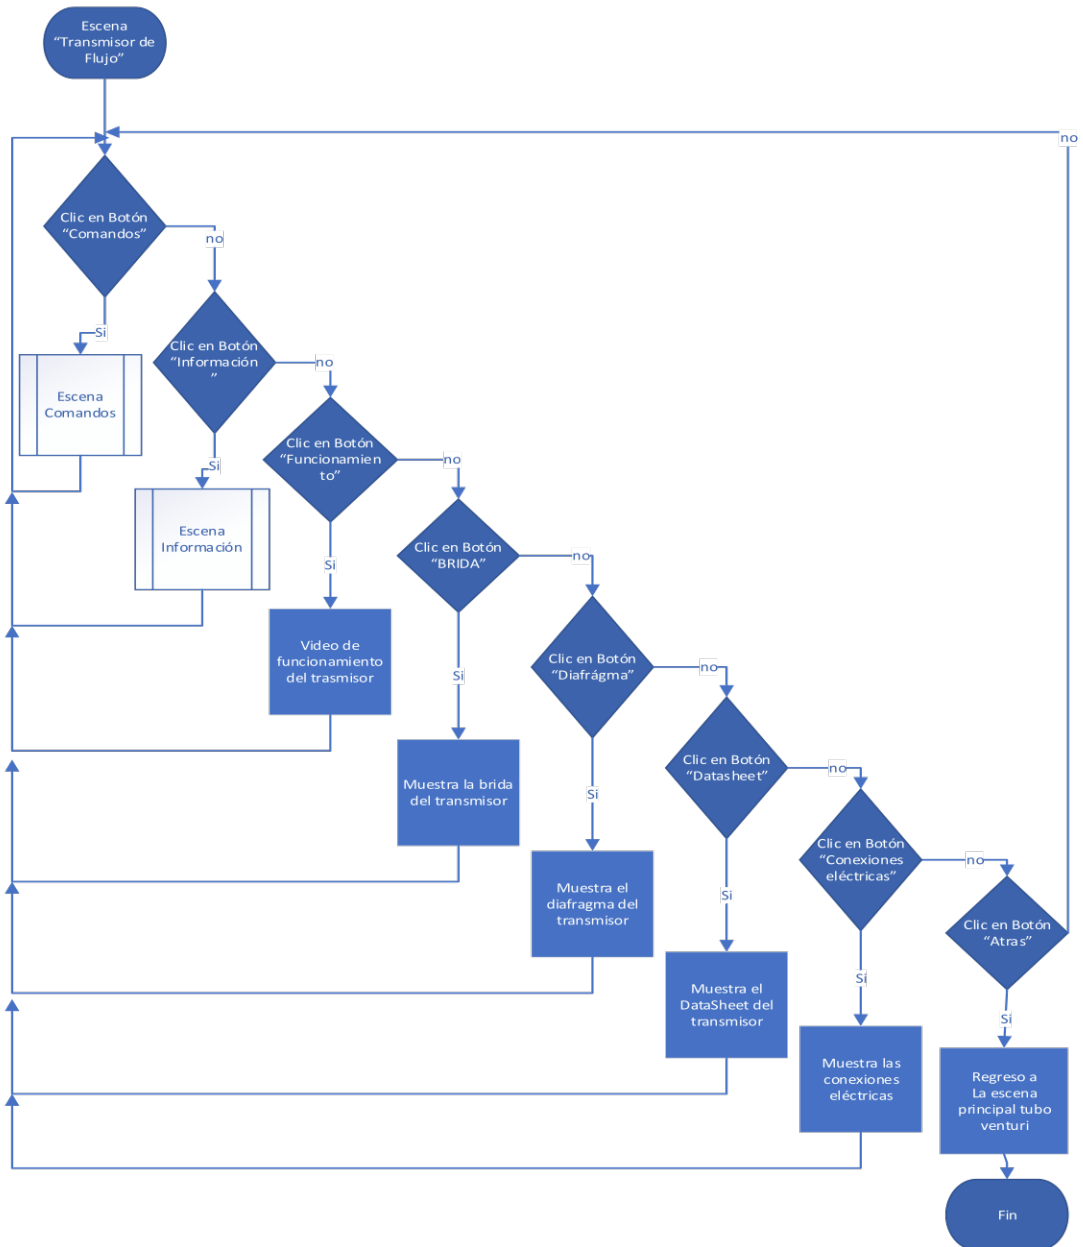 Escena
“Transmisor de
Flujo”
no
Clic en Botón
“Comandos”
no
Si
Clic en Botón
“Información
”
no
Escena
Comandos
Clic en Botón
“Funcionamien
to”
no
Si
Escena
Información
Clic en Botón
“BRIDA”
no
Si
Video de
funcionamiento
del trasmisor
Clic en Botón
“Diafrágma”
no
Si
Muestra la brida
del transmisor
Clic en Botón
“Datasheet”
no
Si
Muestra el
diafragma del
transmisor
Clic en Botón
“Conexiones
eléctricas”
no
Si
Muestra el
DataSheet del
transmisor
Clic en Botón
“Atras”
Si
Muestra las
conexiones
eléctricas
Si
Regreso a
La escena
principal tubo
venturi
Fin